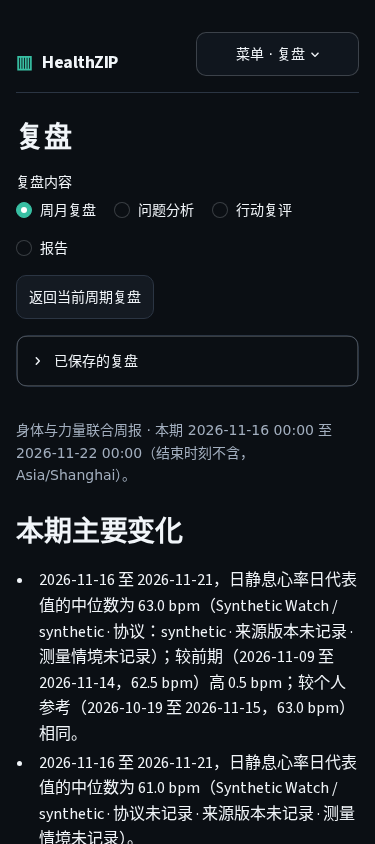 HealthZIP
菜单 · 复盘
复盘
复盘内容
周月复盘 问题分析 行动复评
报告
返回当前周期复盘
已保存的复盘
身体与力量联合周报 · 本期 2026-11-16 00:00 至
2026-11-22 00:00（结束时刻不含，
Asia/Shanghai）。
本期主要变化
• 2026-11-16 至 2026-11-21，日静息心率日代表
值的中位数为 63.0 bpm（Synthetic Watch /
synthetic · 协议：synthetic · 来源版本未记录 ·
测量情境未记录）；较前期（2026-11-09 至
2026-11-14，62.5 bpm）高 0.5 bpm；较个人
参考（2026-10-19 至 2026-11-15，63.0 bpm）
相同。
• 2026-11-16 至 2026-11-21，日静息心率日代表
值的中位数为 61.0 bpm（Synthetic Watch /
synthetic · 协议未记录 · 来源版本未记录 · 测量
情境未记录）。